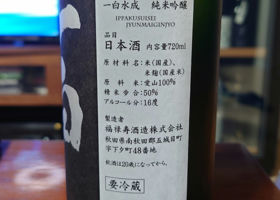 一白水成 純米吟醸
IPPAKUSUISEI
JYUNMAIGINJYO
品目
日本酒 内容量720ml
原材料名:米(国産)、
米麹(国産米)
原料米:愛山100%
精米歩合:50%
アルコール分:16度
製造者
福禄寿酒造株式会社
秋田県南秋田郡五城目町
字下タ町48番地
飲酒は20歳になってから。
要冷蔵